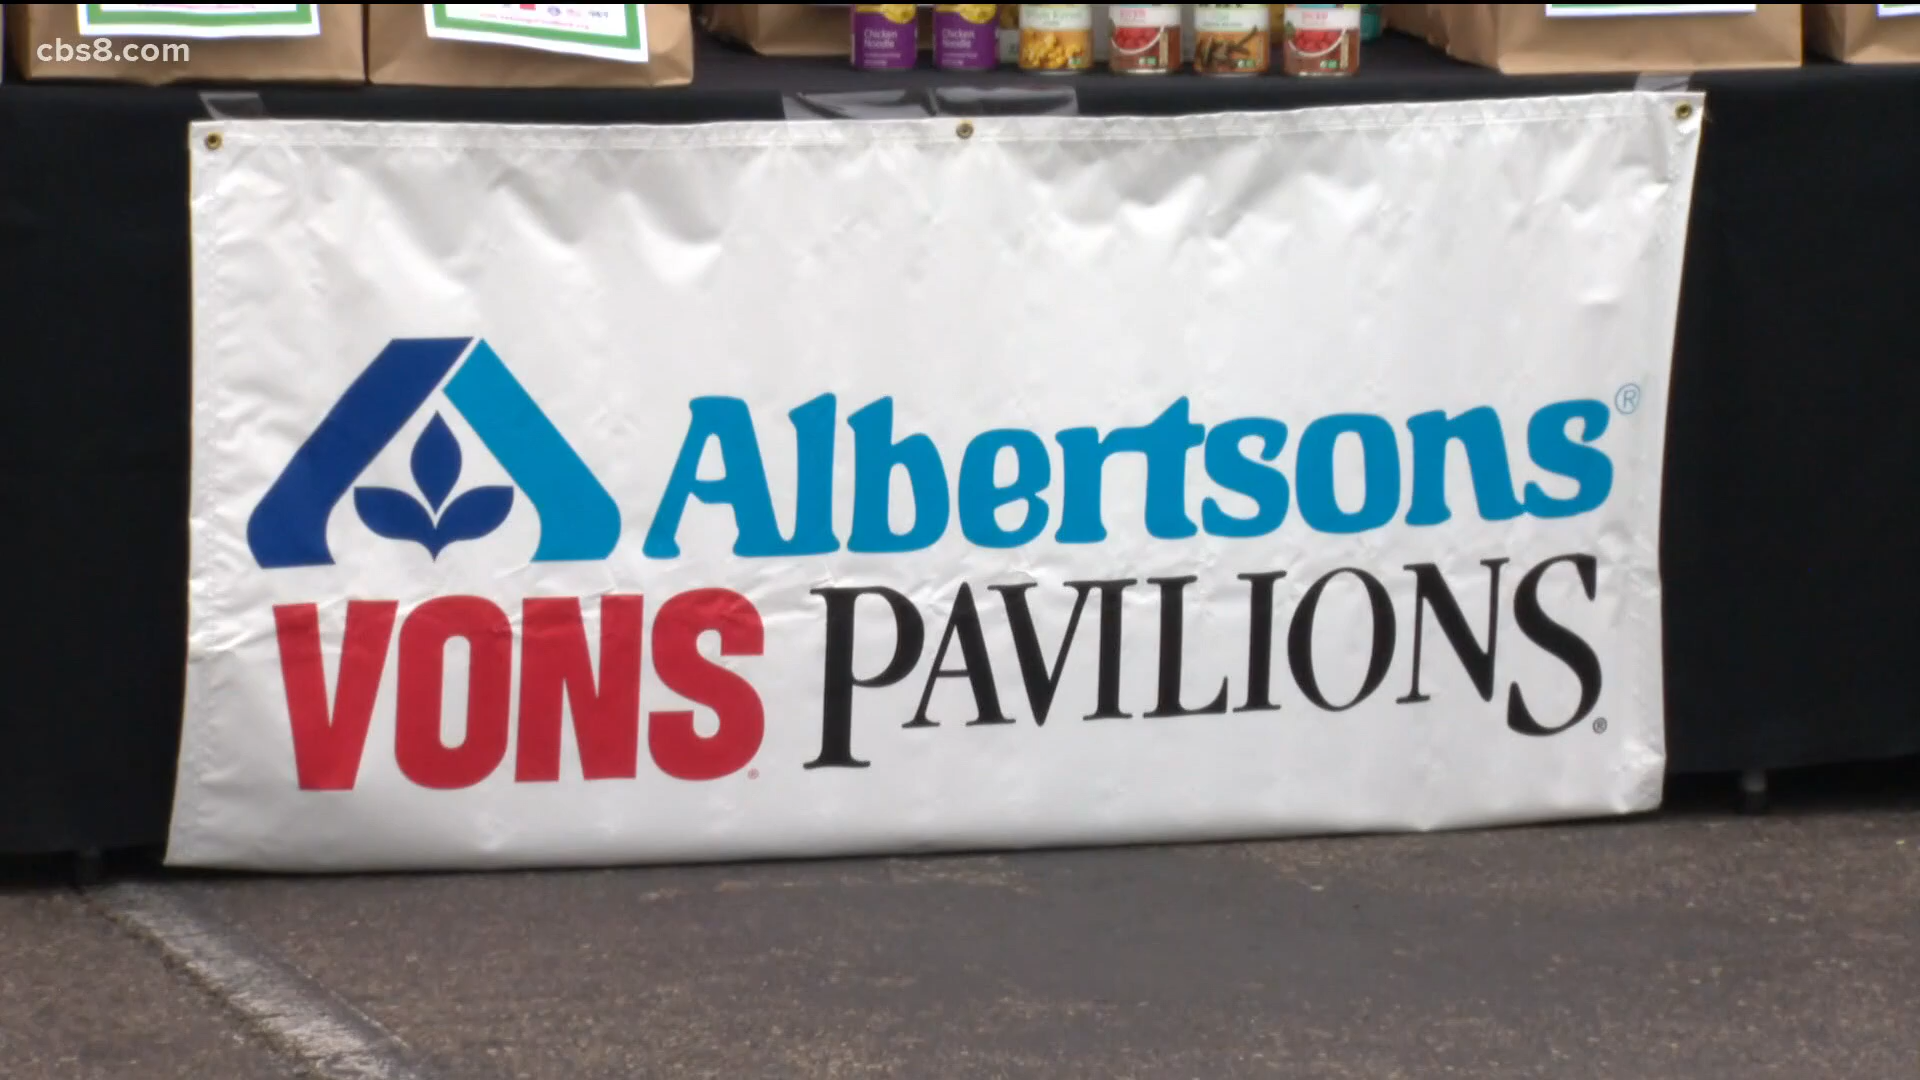 cbs8.com
Chicken
Noodle
Chicken
Noodle
Albertsons®
VONS® PAVILIONS®